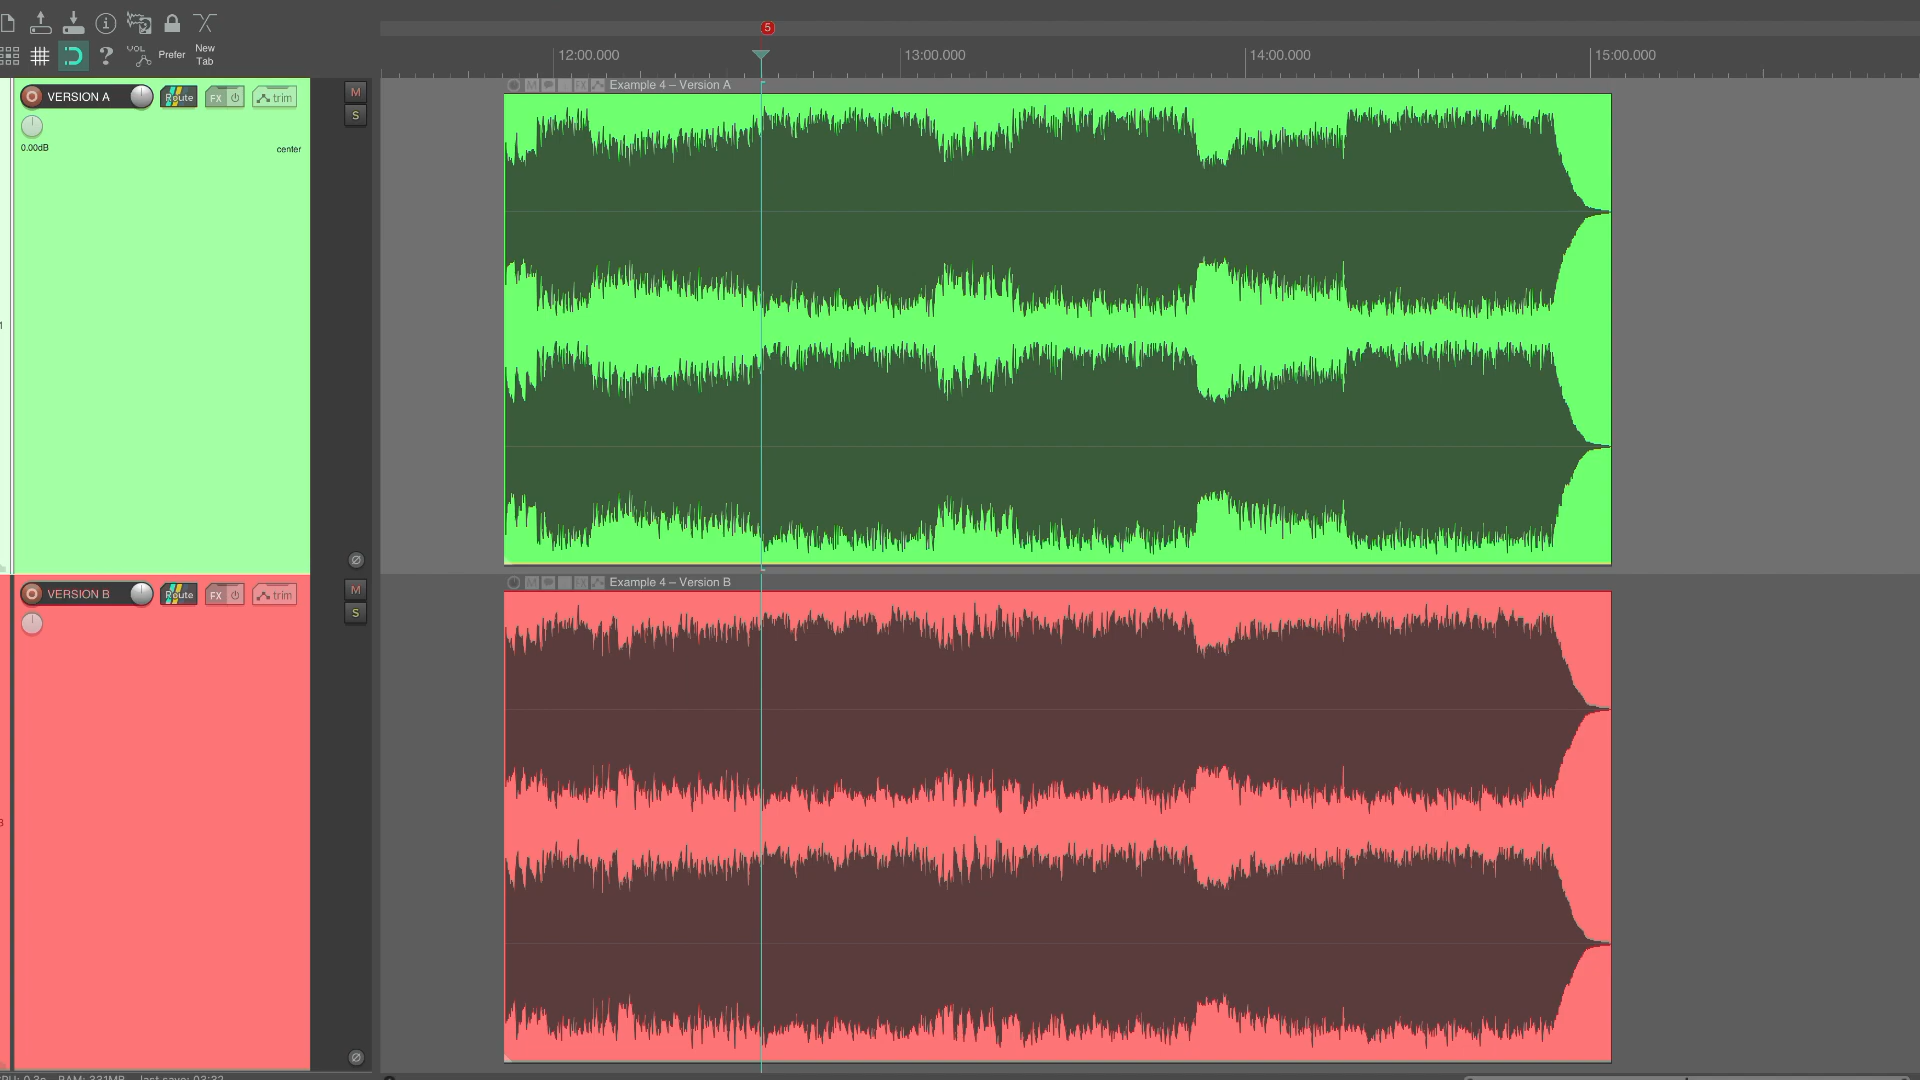 5
VOL
Prefer
New
Tab
12:00.000
13:00.000
14:00.000
15:00.000
VERSION A
Route
FX
trim
M
S
0.00dB
center
Example 4 – Version A
VERSION B
Route
FX
trim
M
S
Example 4 – Version B